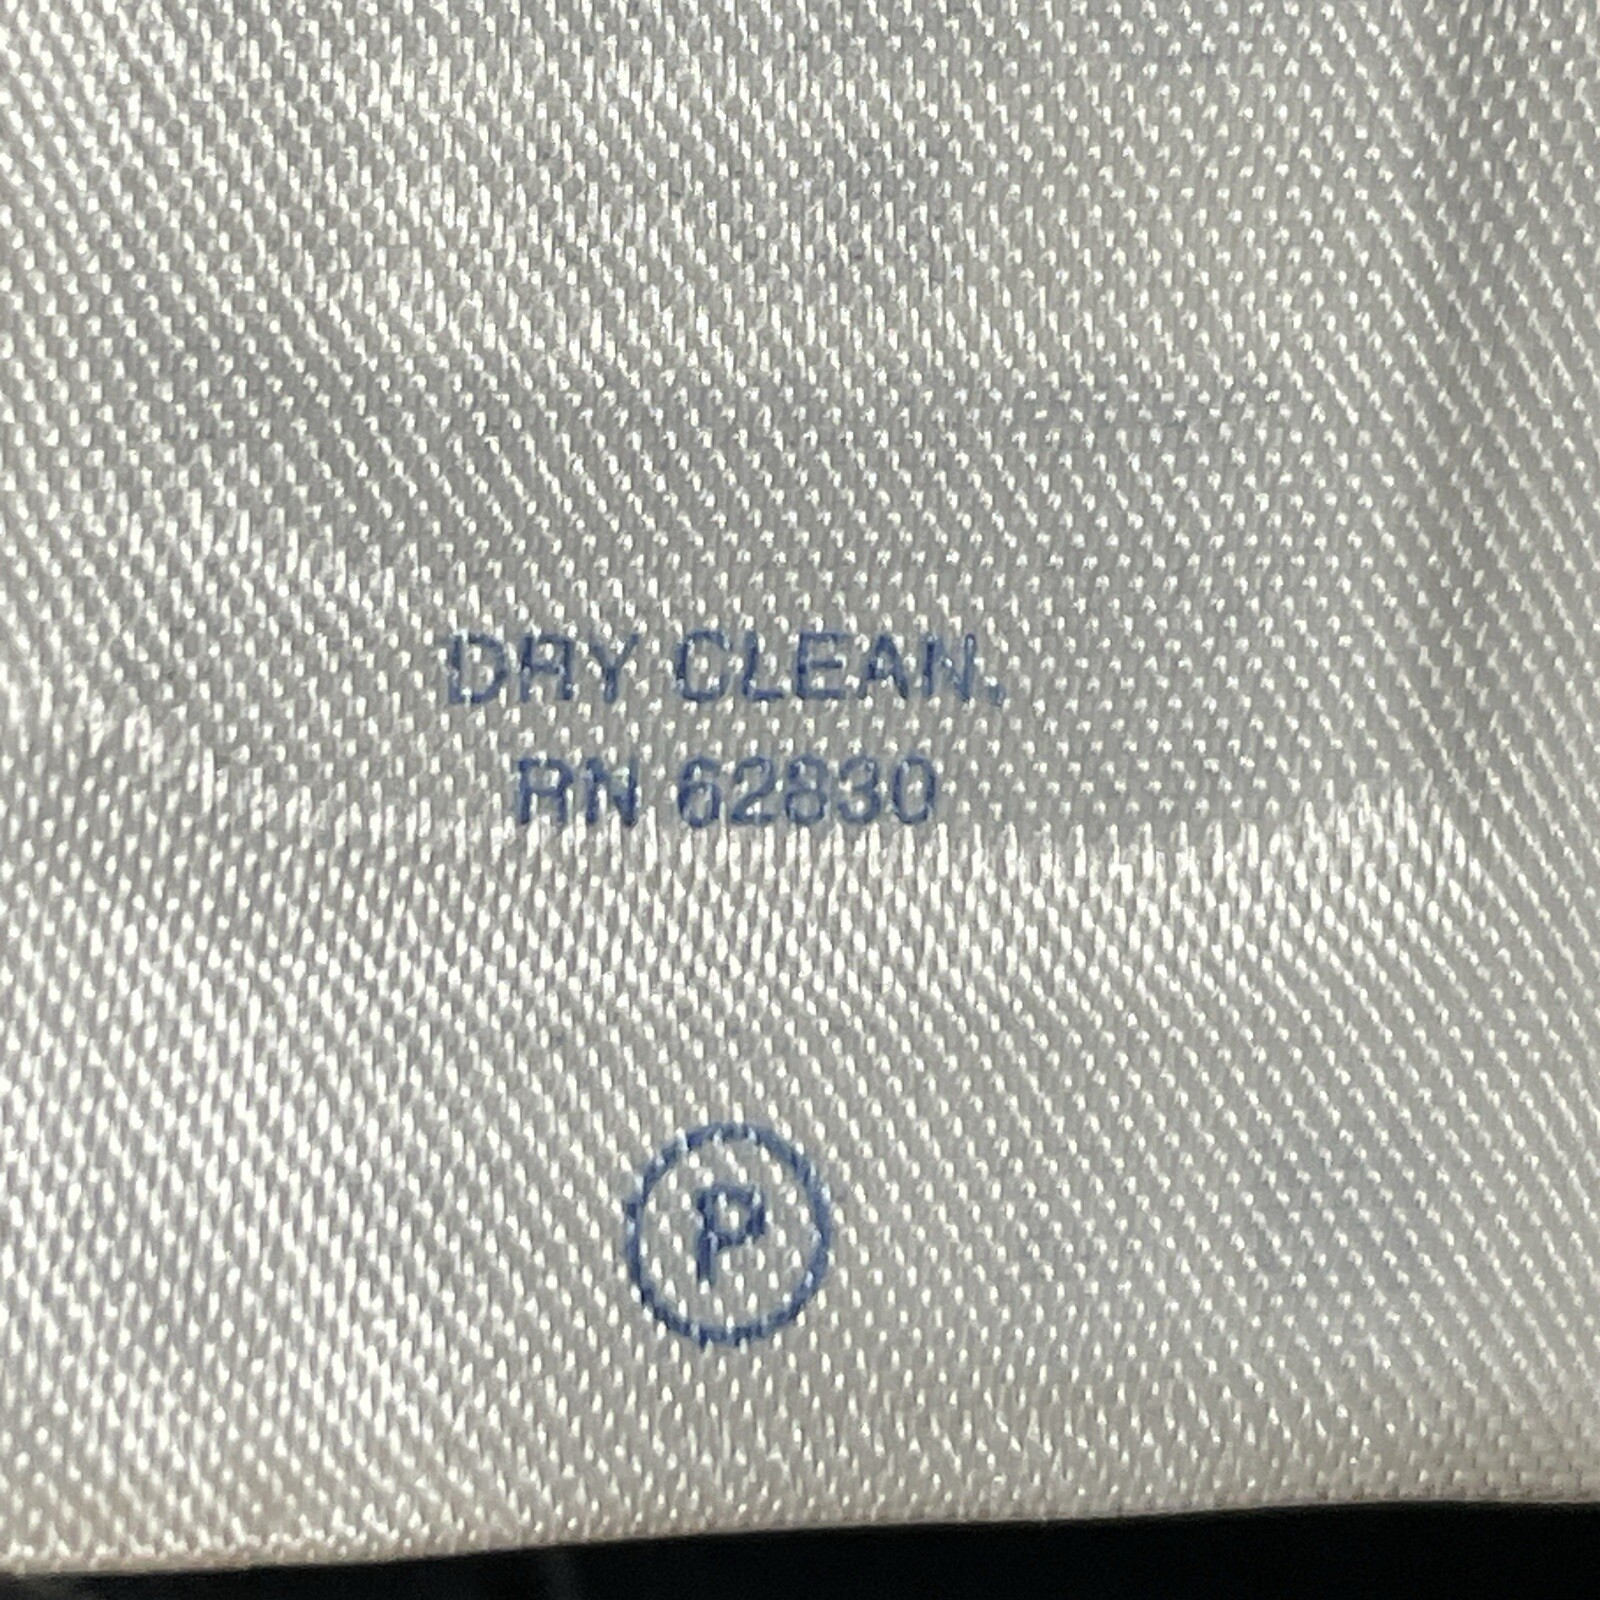 DRY CLEAN.
RN 62830
P